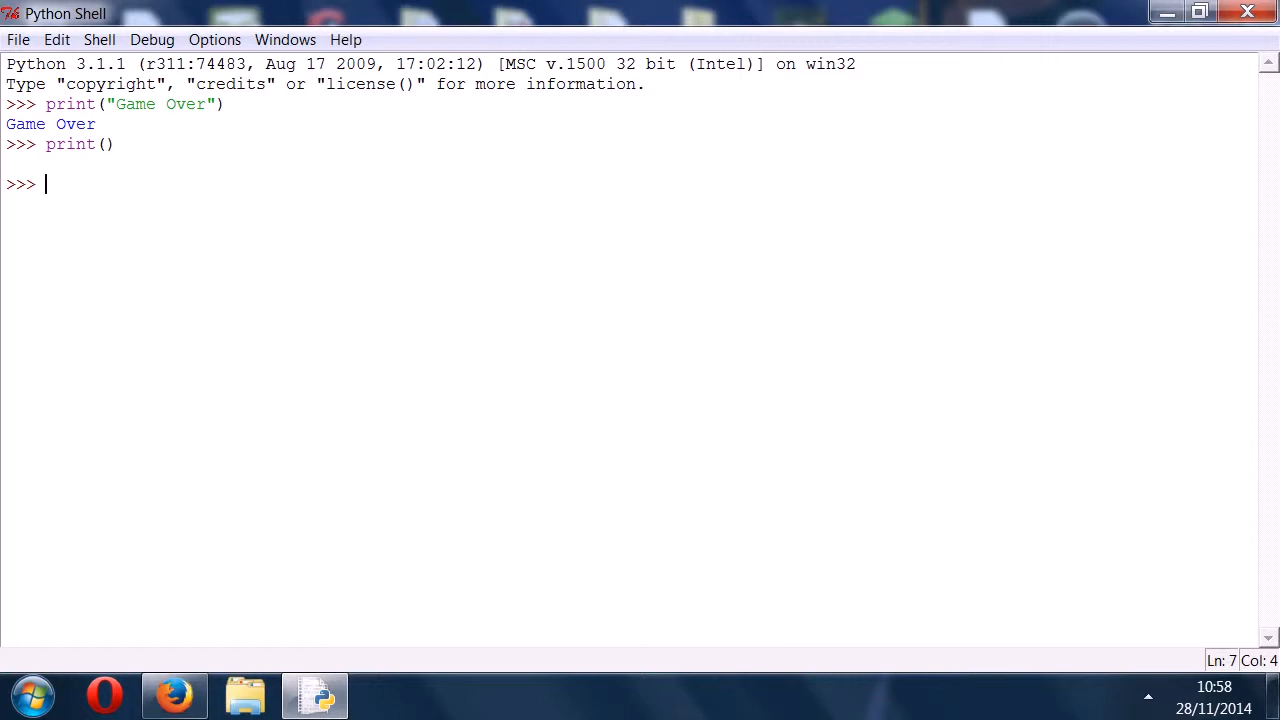 Python Shell
File Edit Shell Debug Options Windows Help
Python 3.1.1 (r311:74483, Aug 17 2009, 17:02:12) [MSC v.1500 32 bit (Intel)] on win32
Type "copyright", "credits" or "license()" for more information.
>>> print("Game Over")
Game Over
>>> print()
>>>
Ln: 7 Col: 4
10:58
28/11/2014